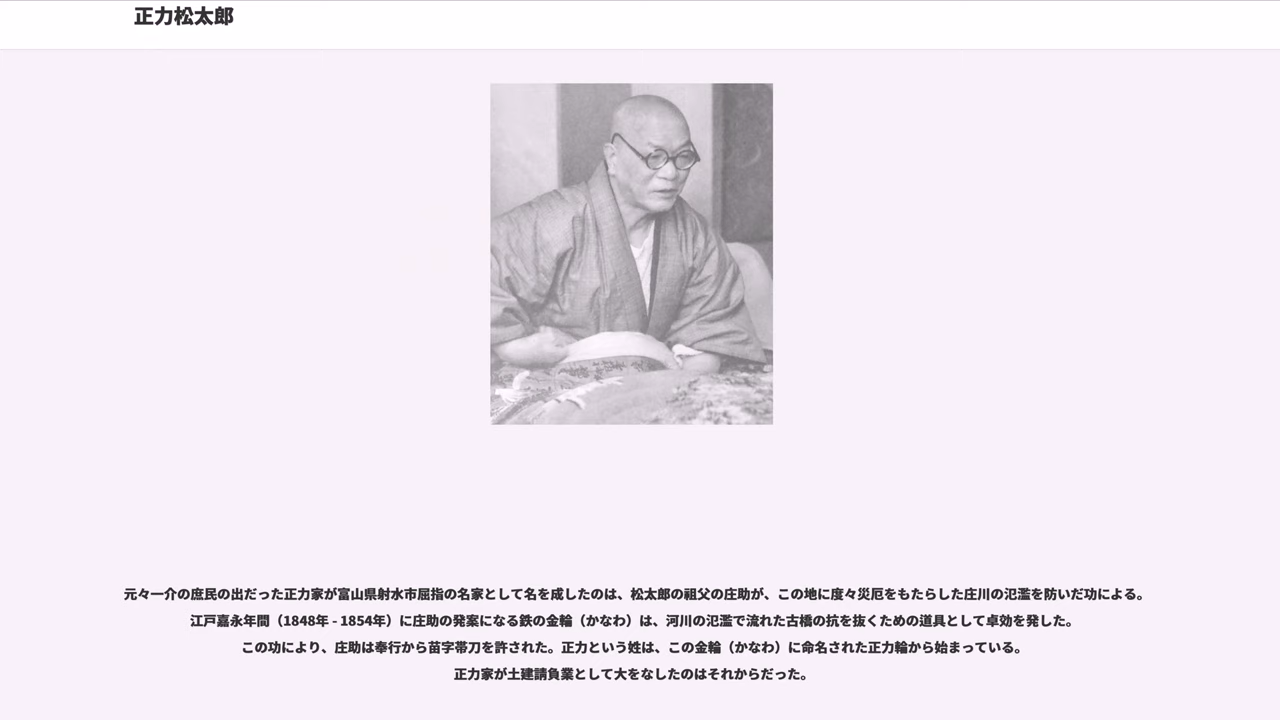 正力松太郎
元々一介の庶民の出だった正力家が富山県射水市屈指の名家として名を成したのは、松太郎の祖父の庄助が、この地に度々災厄をもたらした庄川の氾濫を防いだ功による。
江戸嘉永年間（1848年 - 1854年）に庄助の発案になる鉄の金輪（かなわ）は、河川の氾濫で流れた古橋の杭を抜くための道具として卓効を発した。
この功により、庄助は奉行から苗字帯刀を許された。正力という姓は、この金輪（かなわ）に命名された正力輪から始まっている。
正力家が土建請負業として大をなしたのはそれからだった。